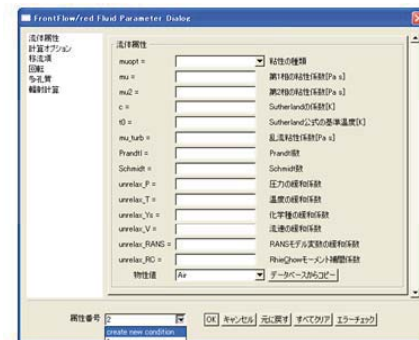 FrontFlow/red Fluid Parameter Dialog
流体属性
計算オプション
移流項
回転
多孔質
輻射計算
流体属性
muopt = 粘性の種類
mu = 第1相の粘性係数[Pa s]
mu2 = 第2相の粘性係数[Pa s]
c = Sutherlandの係数[K]
t0 = Sutherland公式の基準温度[K]
mu_turb = 乱流粘性係数[Pa s]
Prandtl = Prandtl数
Schmidt = Schmidt数
unrelax_P = 圧力の緩和係数
unrelax_T = 温度の緩和係数
unrelax_Ys = 化学種の緩和係数
unrelax_V = 流速の緩和係数
unrelax_RANS = RANSモデル変数の緩和係数
unrelax_RC = RhieChowモーメント補間係数
物性値 Air データベースからコピー
属性番号 2 OK キャンセル 元に戻す すべてクリア エラーチェック
create new condition